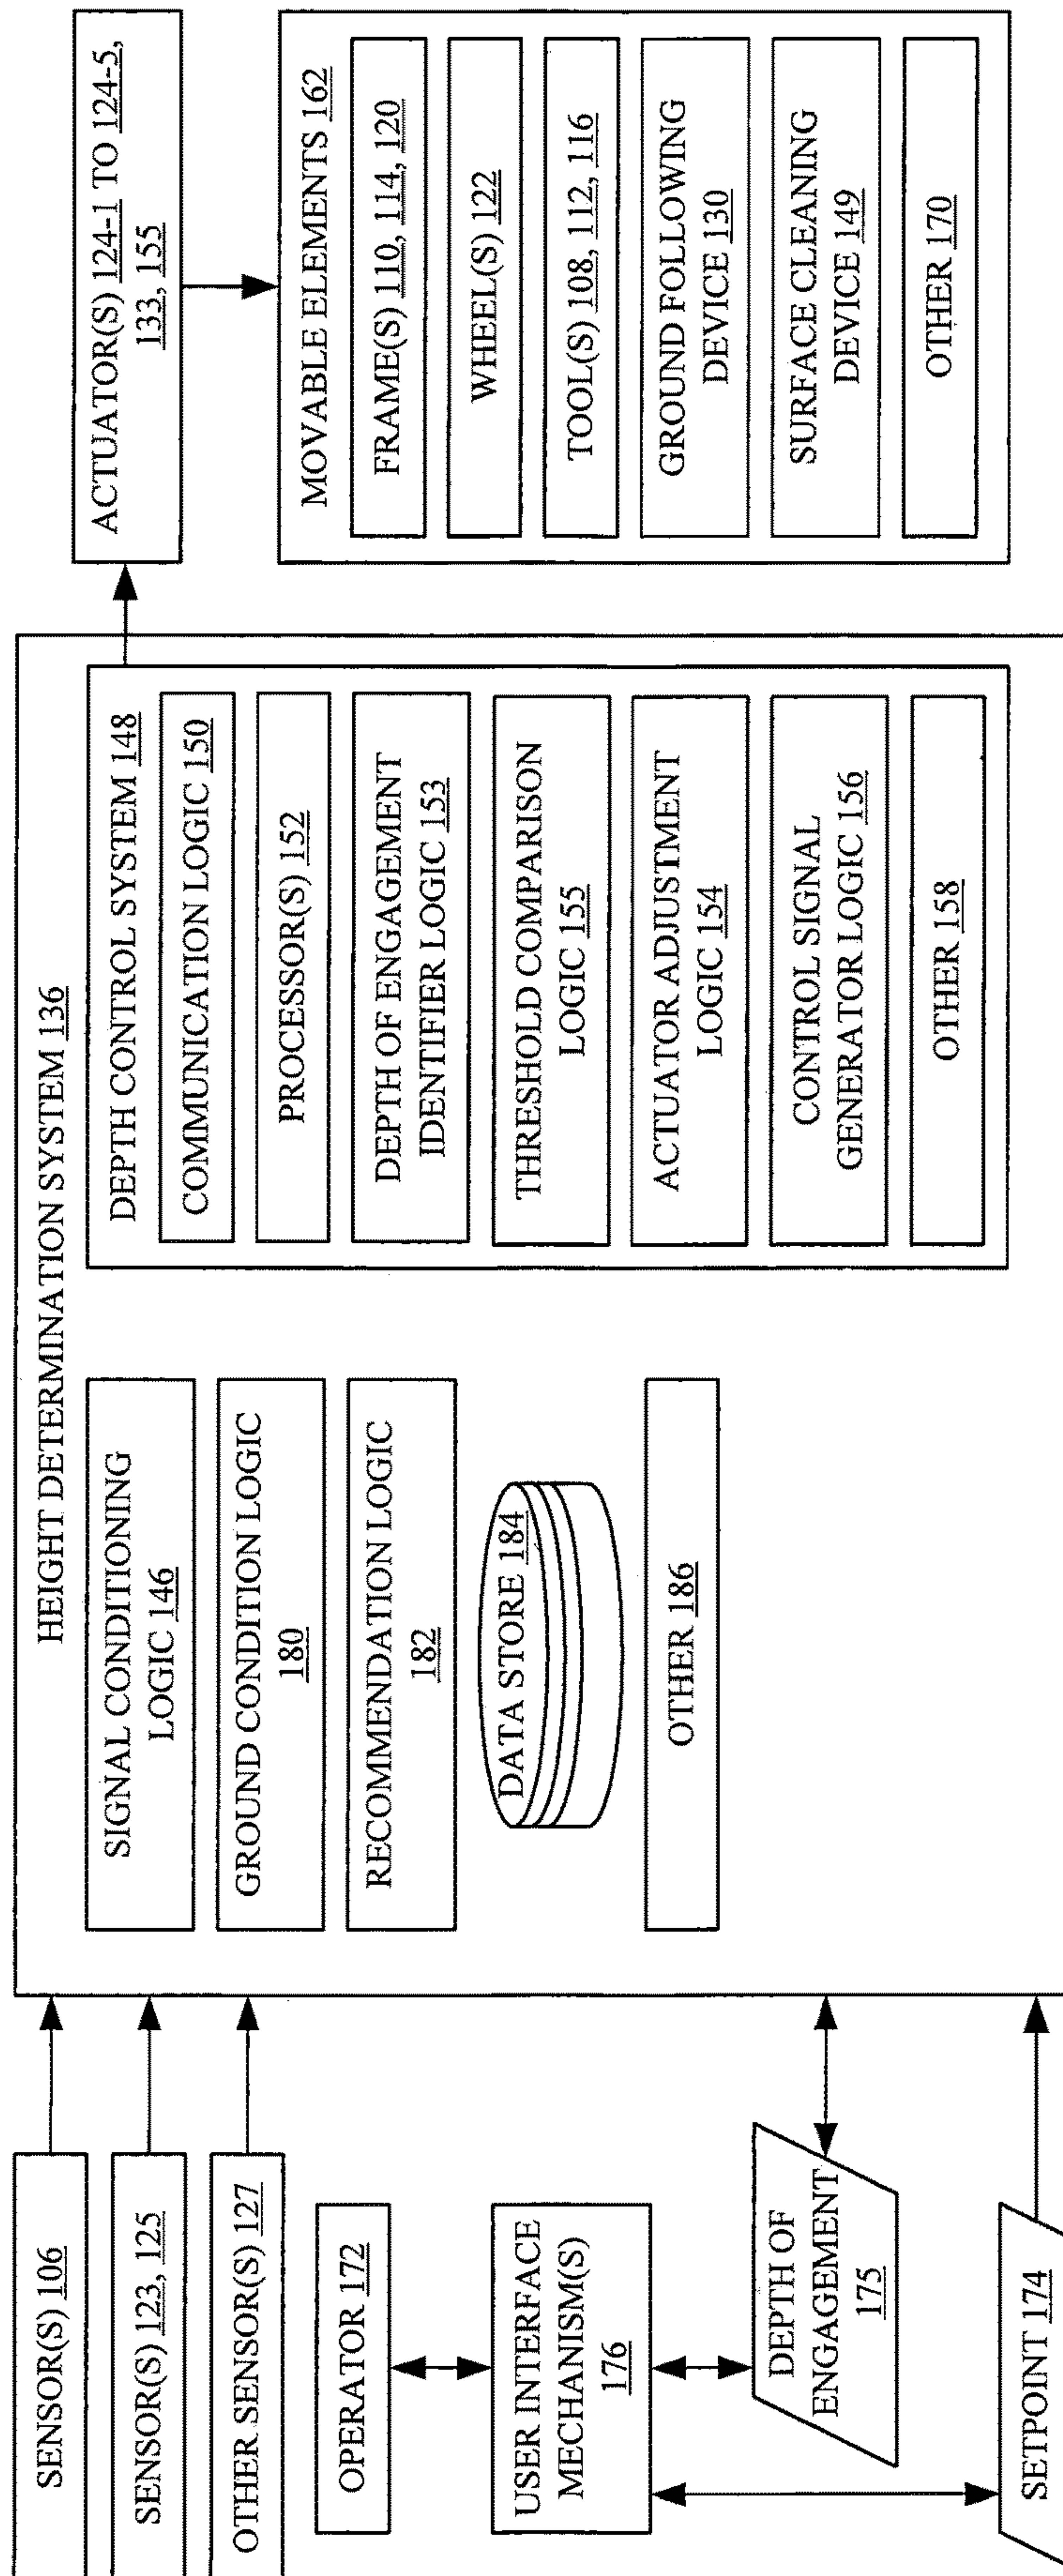 SENSOR(S) 106
SENSOR(S) 123, 125
OTHER SENSOR(S) 127
OPERATOR 172
USER INTERFACE
MECHANISM(S)
176
DEPTH OF
ENGAGEMENT
175
SETPOINT 174
HEIGHT DETERMINATION SYSTEM 136
SIGNAL CONDITIONING
LOGIC 146
GROUND CONDITION LOGIC
180
RECOMMENDATION LOGIC
182
DATA STORE 184
OTHER 186
DEPTH CONTROL SYSTEM 148
COMMUNICATION LOGIC 150
PROCESSOR(S) 152
DEPTH OF ENGAGEMENT
IDENTIFIER LOGIC 153
THRESHOLD COMPARISON
LOGIC 155
ACTUATOR ADJUSTMENT
LOGIC 154
CONTROL SIGNAL
GENERATOR LOGIC 156
OTHER 158
ACTUATOR(S) 124-1 TO 124-5,
133, 155
MOVABLE ELEMENTS 162
FRAME(S) 110, 114, 120
WHEEL(S) 122
TOOL(S) 108, 112, 116
GROUND FOLLOWING
DEVICE 130
SURFACE CLEANING
DEVICE 149
OTHER 170